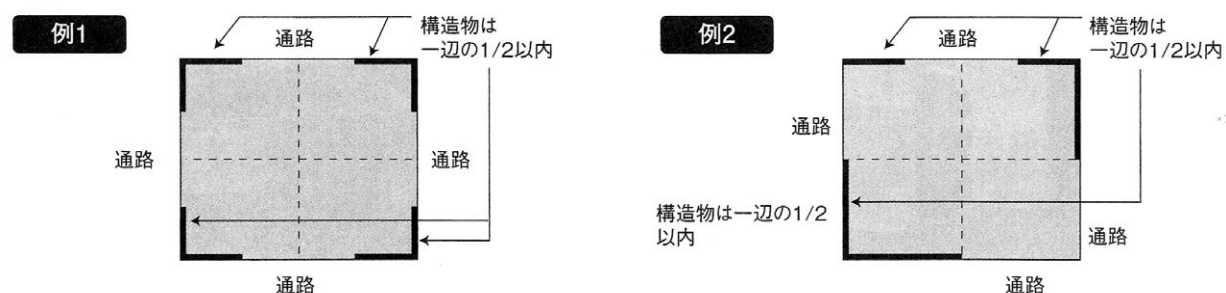 例1
通路
構造物は
一辺の1/2以内
通路
通路
通路
例2
通路
構造物は
一辺の1/2以内
通路
構造物は一辺の1/2
以内
通路
通路